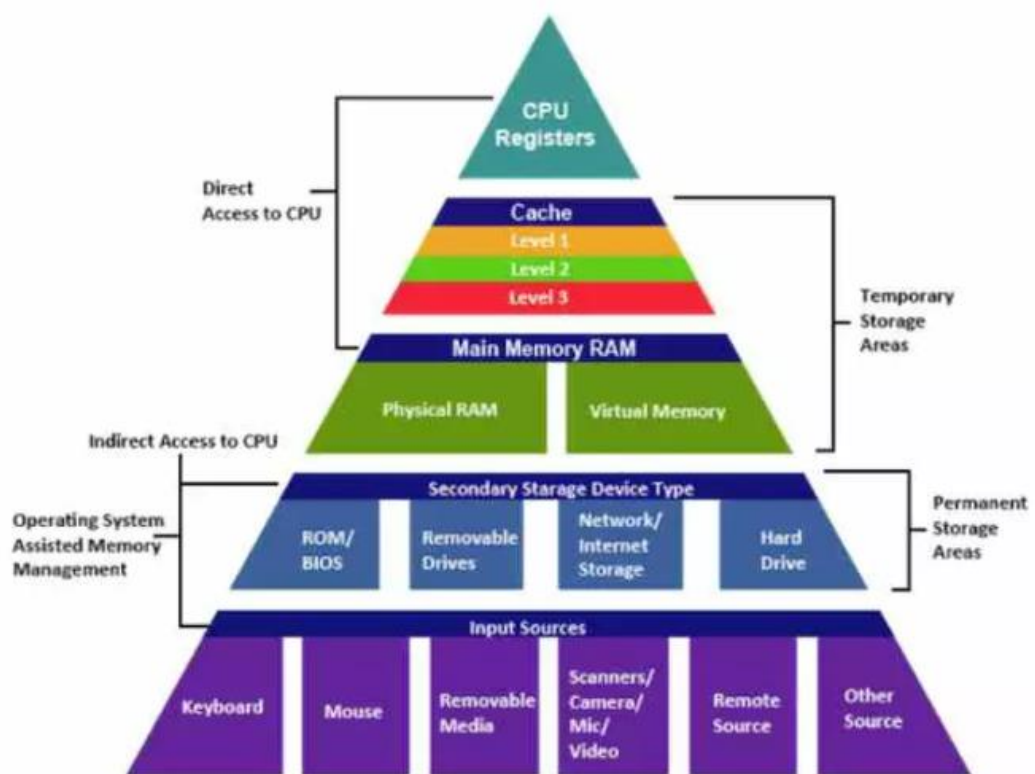 CPU
Registers
Direct
Access to CPU
Cache
Level 1
Level 2
Level 3
Temporary
Storage
Areas
Main Memory RAM
Physical RAM
Virtual Memory
Indirect Access to CPU
Operating System
Assisted Memory
Management
Secondary Starage Device Type
ROM/
BIOS
Removable
Drives
Network/
Internet
Storage
Hard
Drive
Permanent
Storage
Areas
Input Sources
Keyboard
Mouse
Removable
Media
Scanners/
Camera/
Mic/
Video
Remote
Source
Other
Source